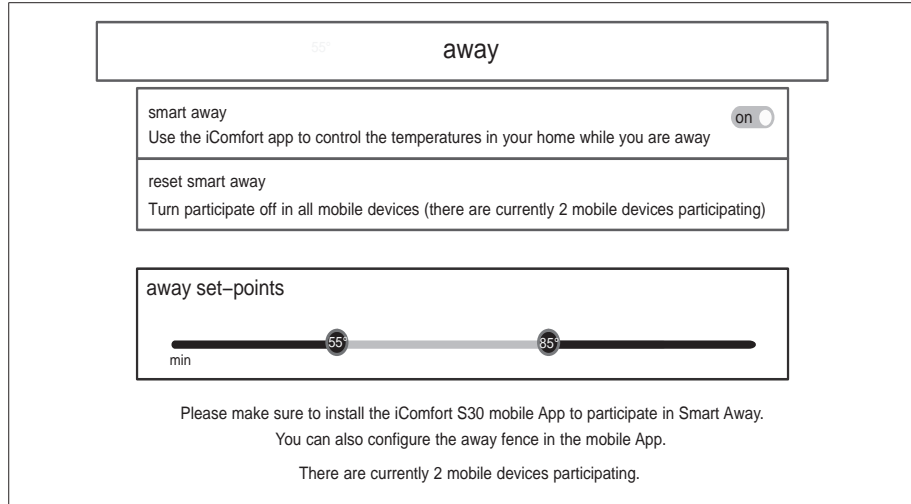 55°
away
smart away
on
Use the iComfort app to control the temperatures in your home while you are away
reset smart away
Turn participate off in all mobile devices (there are currently 2 mobile devices participating)
away set–points
55°
85°
min
Please make sure to install the iComfort S30 mobile App to participate in Smart Away.
You can also configure the away fence in the mobile App.
There are currently 2 mobile devices participating.